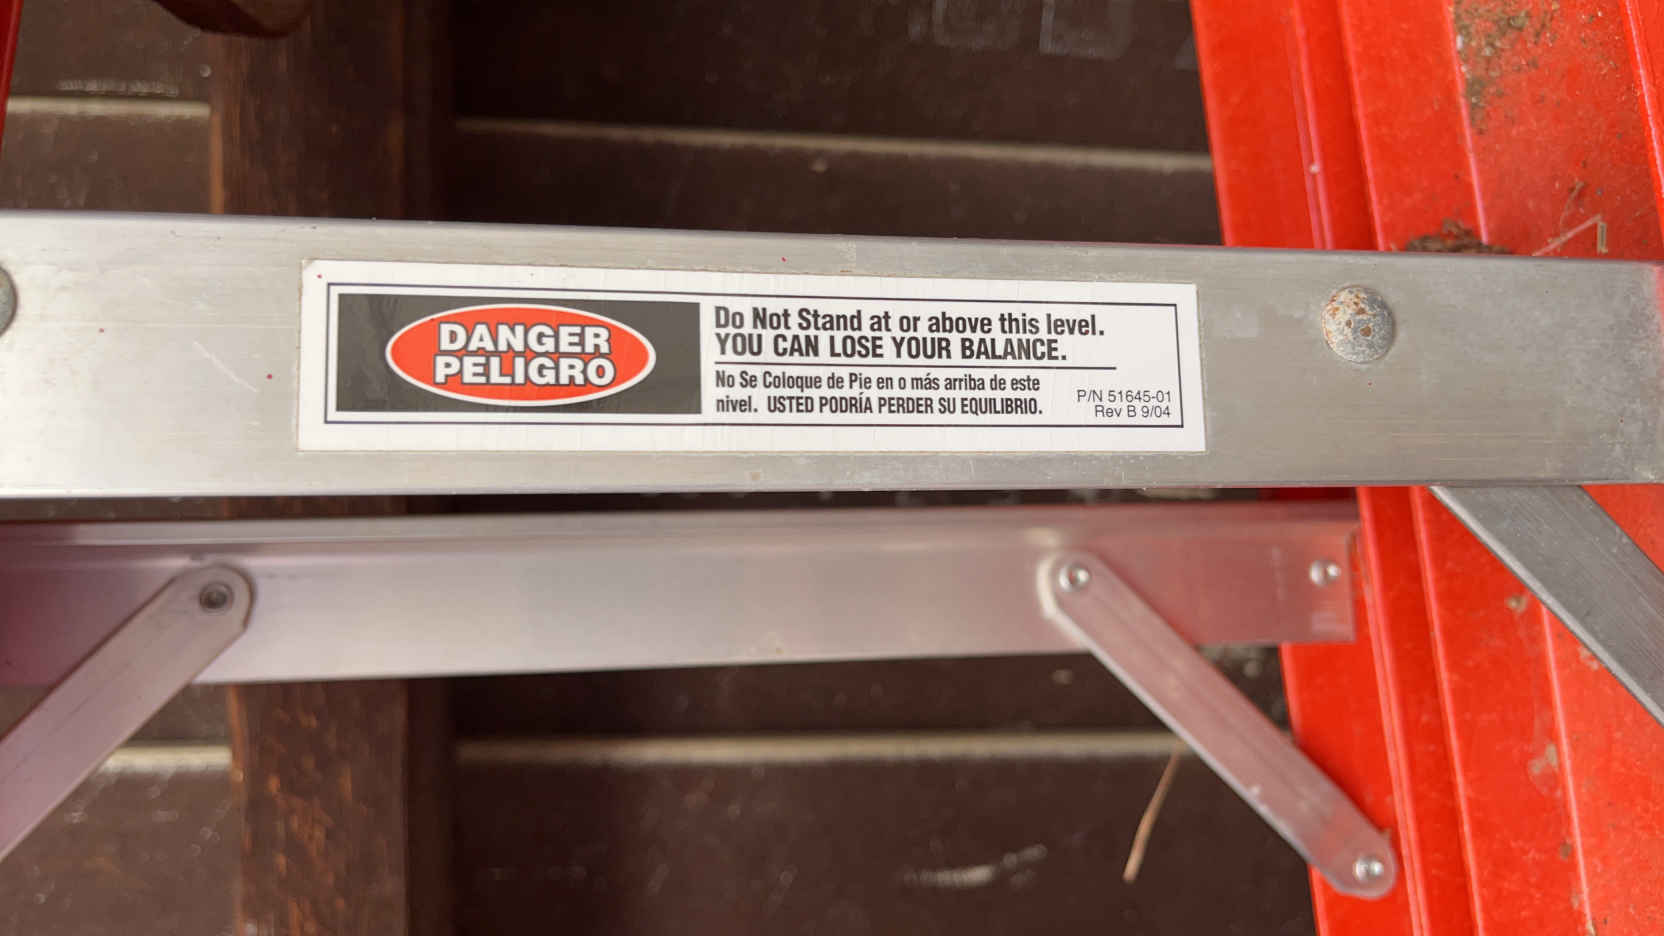 DANGER
PELIGRO
Do Not Stand at or above this level.
YOU CAN LOSE YOUR BALANCE.
No Se Coloque de Pie en o más arriba de este
nivel. USTED PODRÍA PERDER SU EQUILIBRIO.
P/N 51645-01
Rev B 9/04